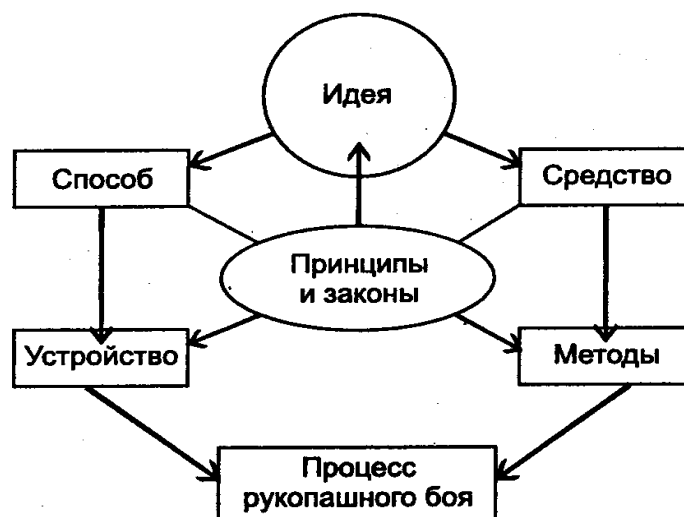 Идея
Способ
Средство
Принципы
и законы
Устройство
Методы
Процесс
рукопашного боя